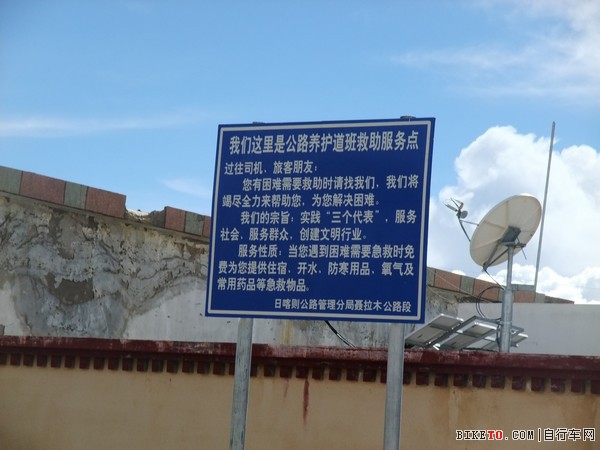 我们这里是公路养护道班救助服务点
过往司机、旅客朋友：
您有困难需要救助时请找我们，我们将
竭尽全力来帮助您，为您解决困难。
我们的宗旨：实践“三个代表”，服务
社会、服务群众，创建文明行业。
服务性质：当您遇到困难需要急救时免
费为您提供住宿、开水、防寒用品、氧气及
常用药品等急救物品。
日喀则公路管理分局聂拉木公路段
BIKETO.COM|自行车网